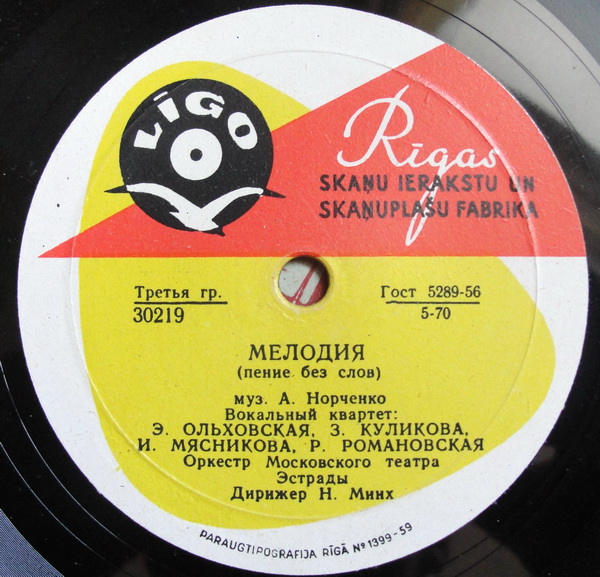 LĪGO
Rīgas
SKAŅU IERAKSTU UN
SKAŅUPLAŠU FABRIKA
Третья гр.
30219
Гост 5289-56
5-70
МЕЛОДИЯ
(пение без слов)
муз. А. Норченко
Вокальный квартет:
Э. ОЛЬХОВСКАЯ, З. КУЛИКОВА,
И. МЯСНИКОВА, Р. РОМАНОВСКАЯ
Оркестр Московского театра
Эстрады
Дирижер Н. Минх
PARAUGTIPOGRAFIJA RĪGĀ № 1399-59